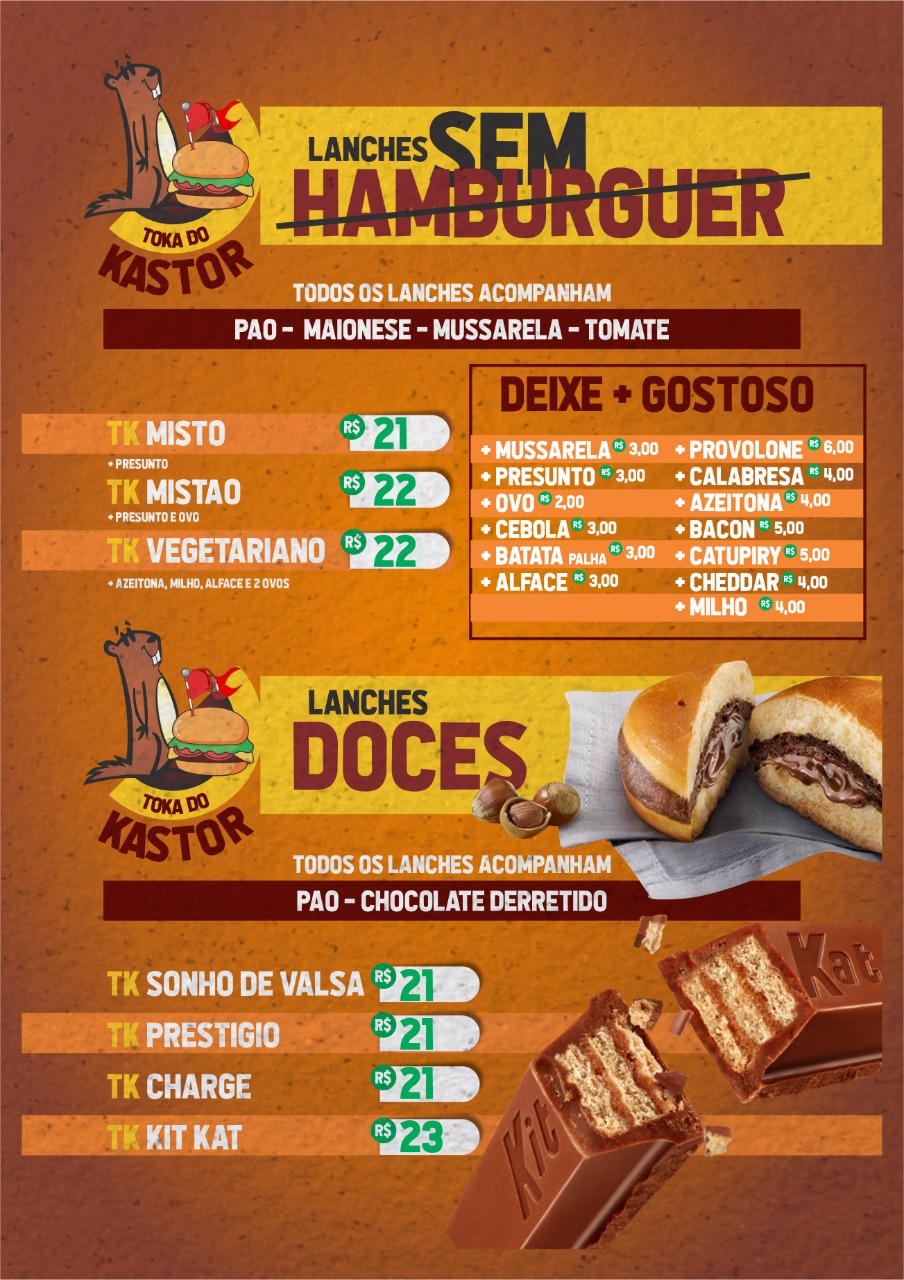 TOKA DO
KASTOR
LANCHES SEM
HAMBURGUER
TODOS OS LANCHES ACOMPANHAM
PAO - MAIONESE - MUSSARELA - TOMATE
TK MISTO R$ 21
+ PRESUNTO
TK MISTAO R$ 22
+ PRESUNTO E OVO
TK VEGETARIANO R$ 22
+ AZEITONA, MILHO, ALFACE E 2 OVOS
DEIXE + GOSTOSO
+ MUSSARELA R$ 3,00
+ PRESUNTO R$ 3,00
+ OVO R$ 2,00
+ CEBOLA R$ 3,00
+ BATATA PALHA R$ 3,00
+ ALFACE R$ 3,00
+ PROVOLONE R$ 6,00
+ CALABRESA R$ 4,00
+ AZEITONA R$ 4,00
+ BACON R$ 5,00
+ CATUPIRY R$ 5,00
+ CHEDDAR R$ 4,00
+ MILHO R$ 4,00
TOKA DO
KASTOR
LANCHES
DOCES
TODOS OS LANCHES ACOMPANHAM
PAO - CHOCOLATE DERRETIDO
TK SONHO DE VALSA R$ 21
TK PRESTIGIO R$ 21
TK CHARGE R$ 21
TK KIT KAT R$ 23
Kat
Kit